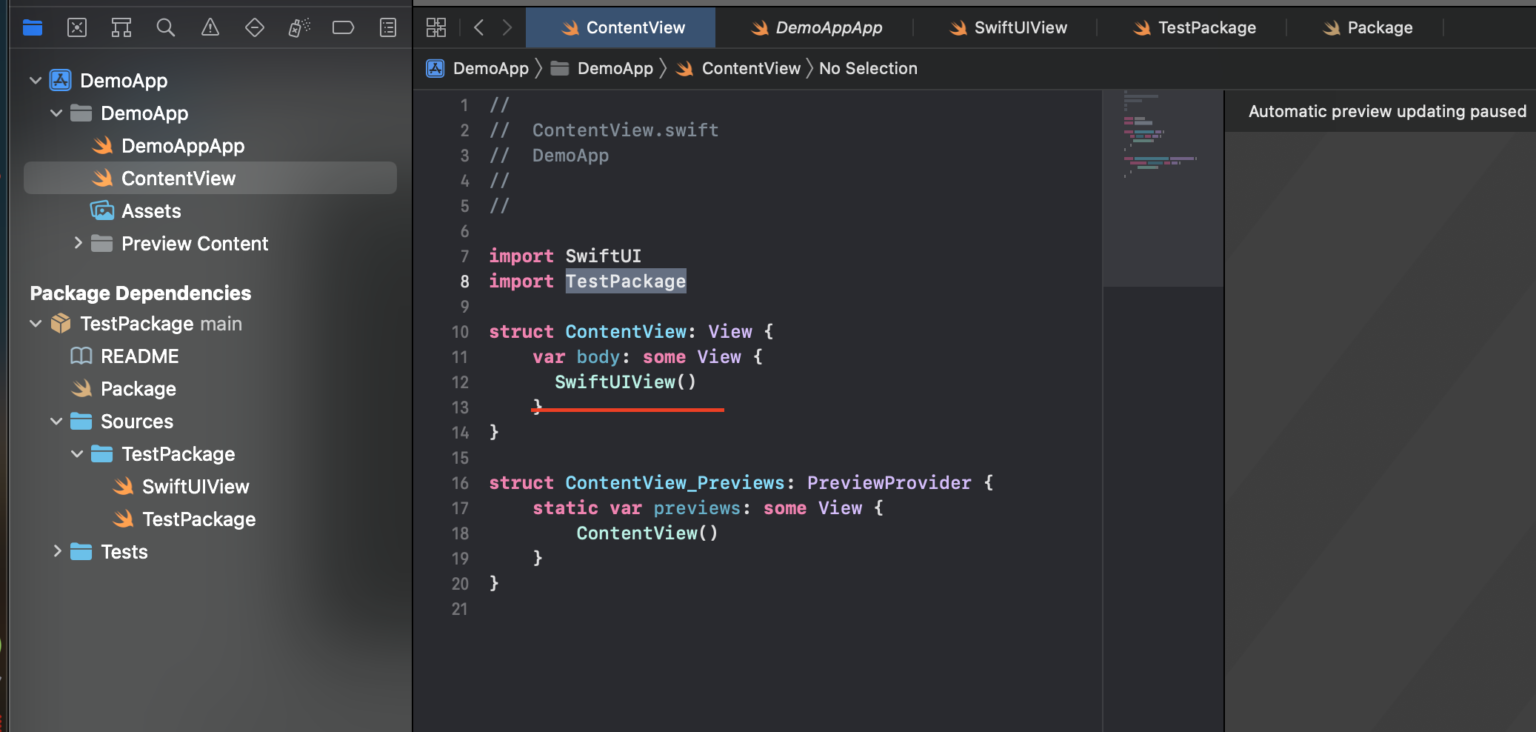 ContentView
DemoAppApp
SwiftUIView
TestPackage
Package
DemoApp
DemoApp
DemoAppApp
ContentView
Assets
Preview Content
Package Dependencies
TestPackage main
README
Package
Sources
TestPackage
SwiftUIView
TestPackage
Tests
DemoApp
DemoApp
ContentView
No Selection
1 //
2 //  ContentView.swift
3 //  DemoApp
4 //
5 //
6
7 import SwiftUI
8 import TestPackage
9
10 struct ContentView: View {
11     var body: some View {
12       SwiftUIView()
13     }
14 }
15
16 struct ContentView_Previews: PreviewProvider {
17     static var previews: some View {
18         ContentView()
19     }
20 }
21
Automatic preview updating paused